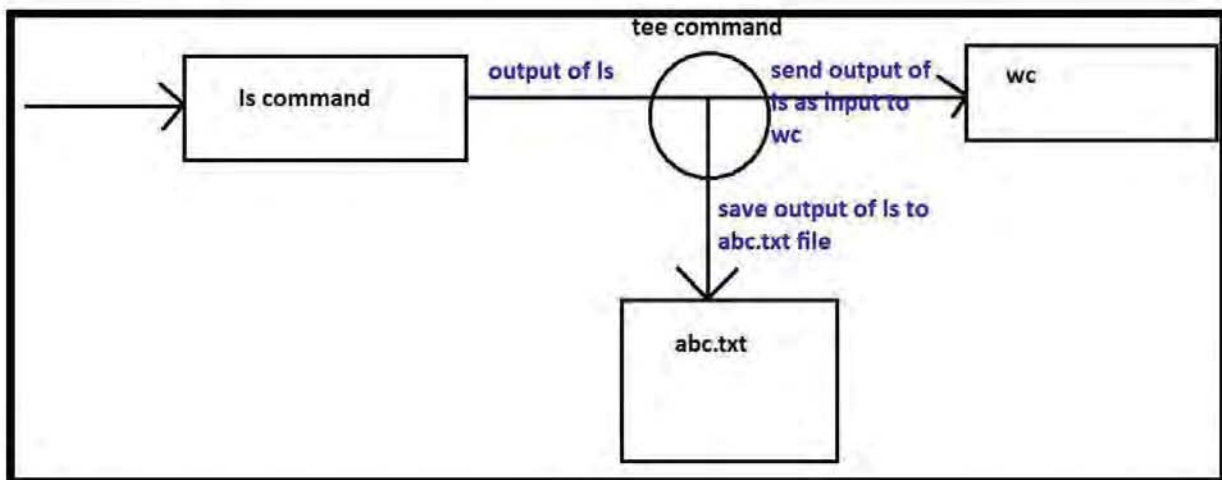 tee command
ls command
output of ls
send output of
ls as input to
wc
wc
save output of ls to
abc.txt file
abc.txt